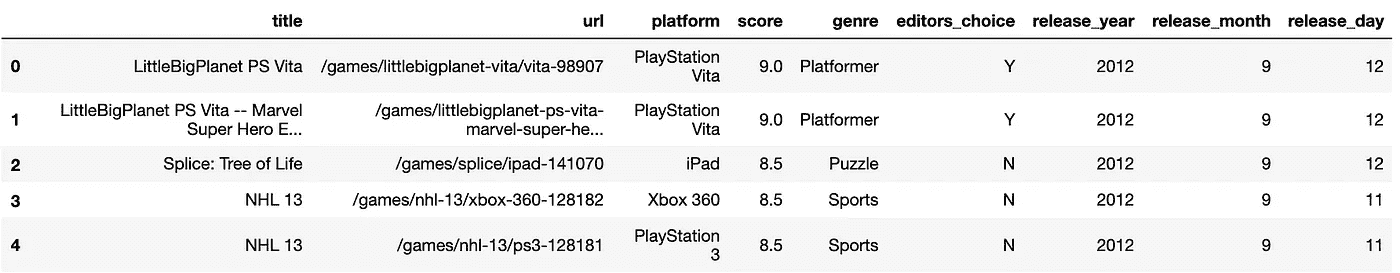 title url platform score genre editors_choice release_year release_month release_day
0 LittleBigPlanet PS Vita /games/littlebigplanet-vita/vita-98907 PlayStation Vita 9.0 Platformer Y 2012 9 12
1 LittleBigPlanet PS Vita -- Marvel Super Hero E... /games/littlebigplanet-ps-vita-marvel-super-he... PlayStation Vita 9.0 Platformer Y 2012 9 12
2 Splice: Tree of Life /games/splice/ipad-141070 iPad 8.5 Puzzle N 2012 9 12
3 NHL 13 /games/nhl-13/xbox-360-128182 Xbox 360 8.5 Sports N 2012 9 11
4 NHL 13 /games/nhl-13/ps3-128181 PlayStation 3 8.5 Sports N 2012 9 11